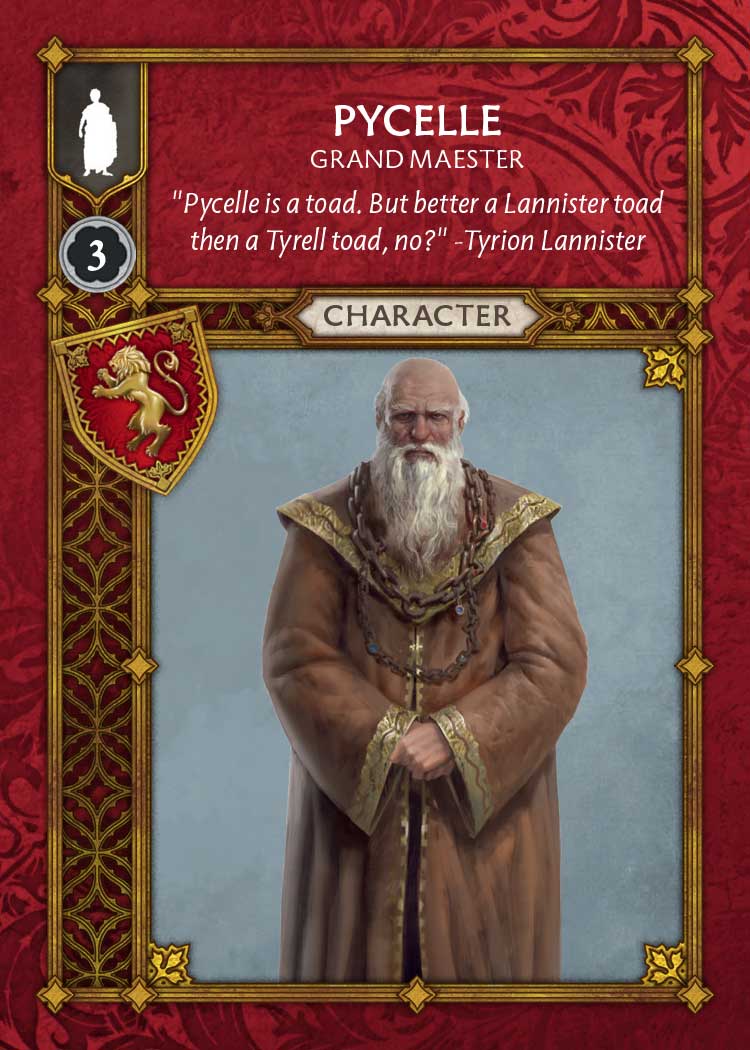 PYCELLE
GRAND MAESTER
"Pycelle is a toad. But better a Lannister toad
then a Tyrell toad, no?" -Tyrion Lannister
3
CHARACTER